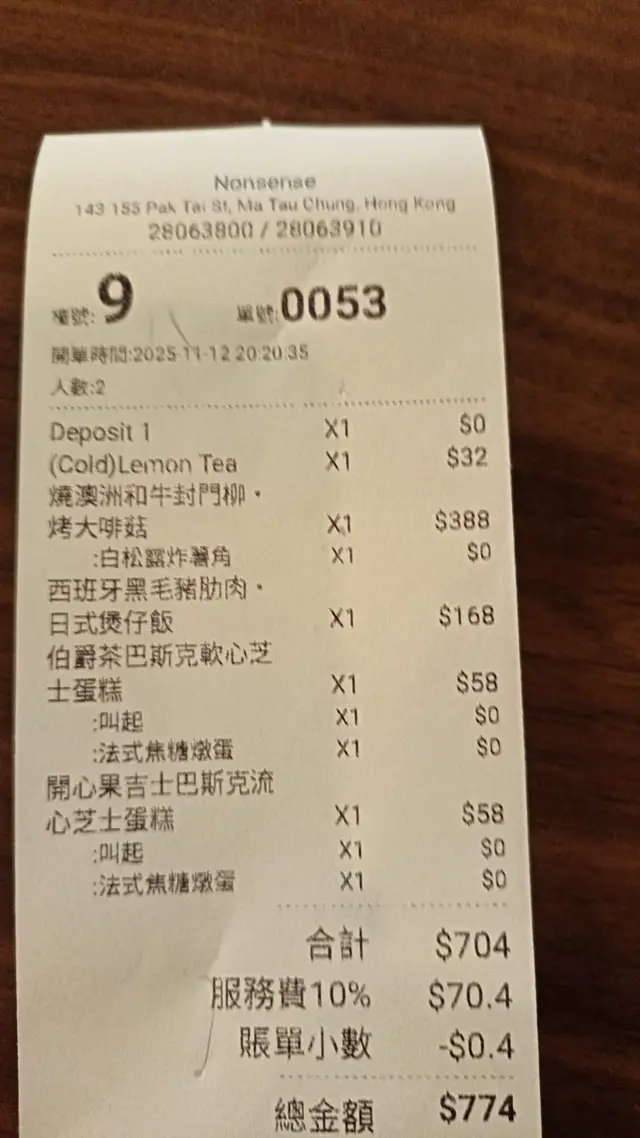 Nonsense
143-155 Pak Tai St, Ma Tau Chung, Hong Kong
28063800 / 28063910
檯號: 9 單號: 0053
開單時間:2025-11-12 20:20:35
人數:2
Deposit 1 X1 $0
(Cold)Lemon Tea X1 $32
燒澳洲和牛封門柳・
烤大啡菇 X1 $388
:白松露炸薯角 X1 $0
西班牙黑毛豬肋肉・
日式煲仔飯 X1 $168
伯爵茶巴斯克軟心芝
士蛋糕 X1 $58
:叫起 X1 $0
:法式焦糖燉蛋 X1 $0
開心果吉士巴斯克流
心芝士蛋糕 X1 $58
:叫起 X1 $0
:法式焦糖燉蛋 X1 $0
合計 $704
服務費10% $70.4
賬單小數 -$0.4
總金額 $774